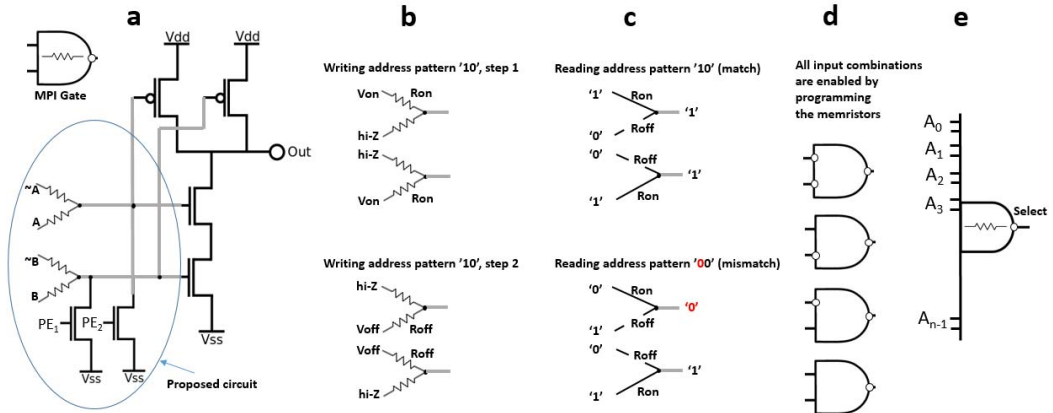 a
b
c
d
e
MPI Gate
Vdd
Vdd
Out
~A
A
~B
B
PE1
PE2
Vss
Vss
Vss
Proposed circuit
Writing address pattern '10', step 1
Von
Ron
hi-Z
hi-Z
Von
Ron
Writing address pattern '10', step 2
hi-Z
Voff
Roff
Voff
Roff
hi-Z
Reading address pattern '10' (match)
'1'
Ron
'1'
'0'
Roff
'0'
Roff
'1'
'1'
Ron
Reading address pattern '00' (mismatch)
'0'
Ron
'0'
'1'
Roff
'0'
Roff
'1'
'1'
Ron
All input combinations
are enabled by
programming
the memristors
A0
A1
A2
A3
Select
An-1